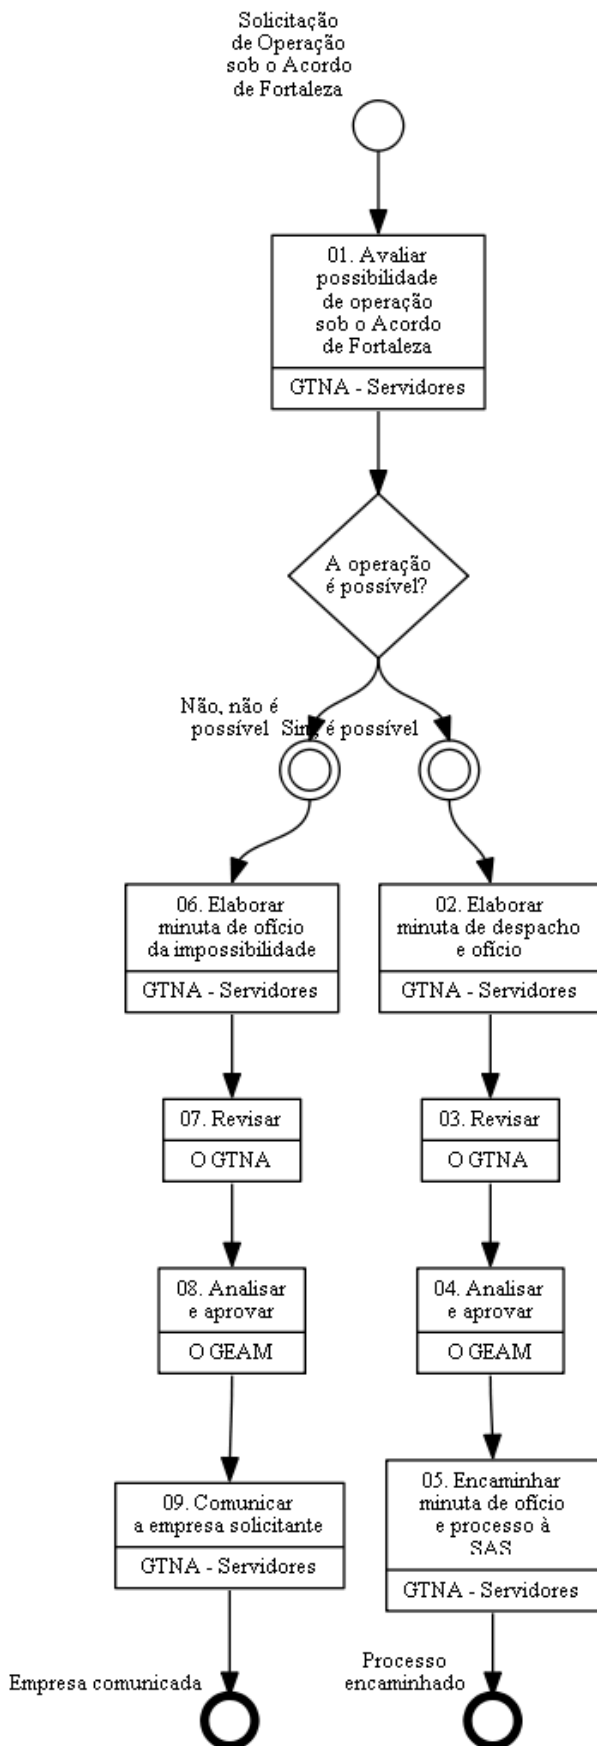 Solicitação
de Operação
sob o Acordo
de Fortaleza
01. Avaliar
possibilidade
de operação
sob o Acordo
de Fortaleza
GTNA - Servidores
A operação
é possível?
Não, não é
possível
Sim, é possível
06. Elaborar
minuta de ofício
da impossibilidade
GTNA - Servidores
02. Elaborar
minuta de despacho
e ofício
GTNA - Servidores
07. Revisar
O GTNA
03. Revisar
O GTNA
08. Analisar
e aprovar
O GEAM
04. Analisar
e aprovar
O GEAM
09. Comunicar
a empresa solicitante
GTNA - Servidores
05. Encaminhar
minuta de ofício
e processo à
SAS
GTNA - Servidores
Empresa comunicada
Processo
encaminhado